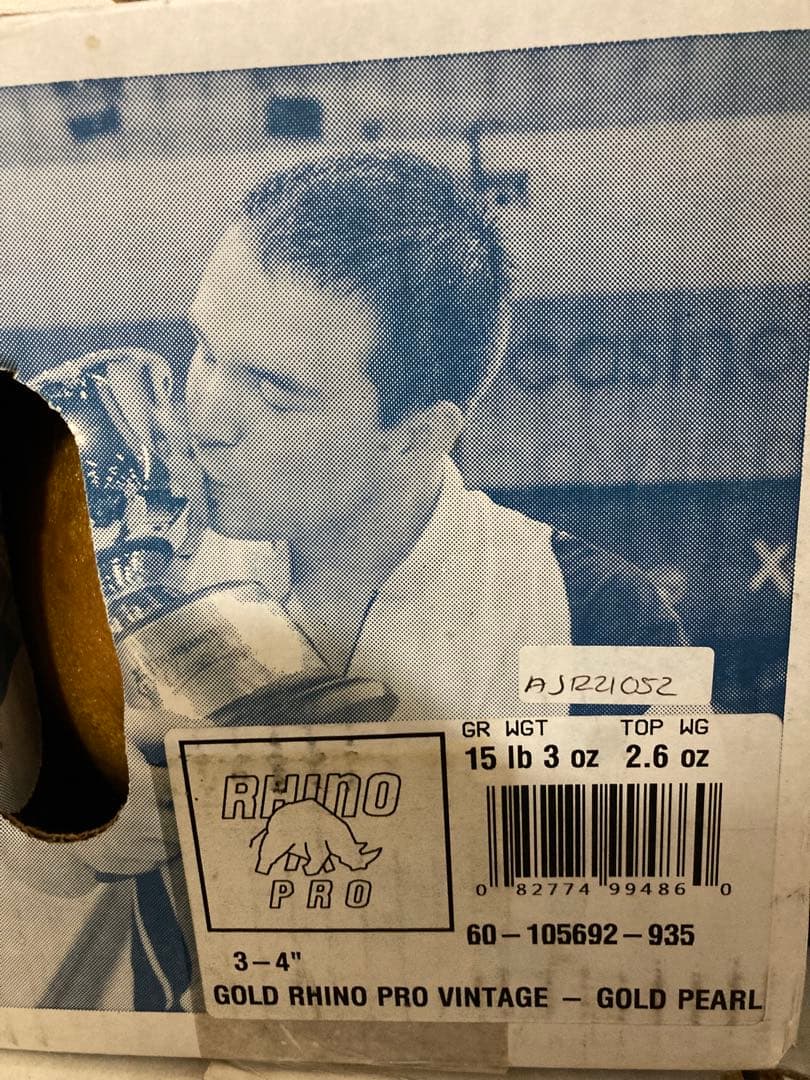 casino
X
AJR21052
GR WGT TOP WG
15 lb 3 oz 2.6 oz
RHINO
PRO
0 82774 99486 0
60-105692-935
3-4"
GOLD RHINO PRO VINTAGE - GOLD PEARL